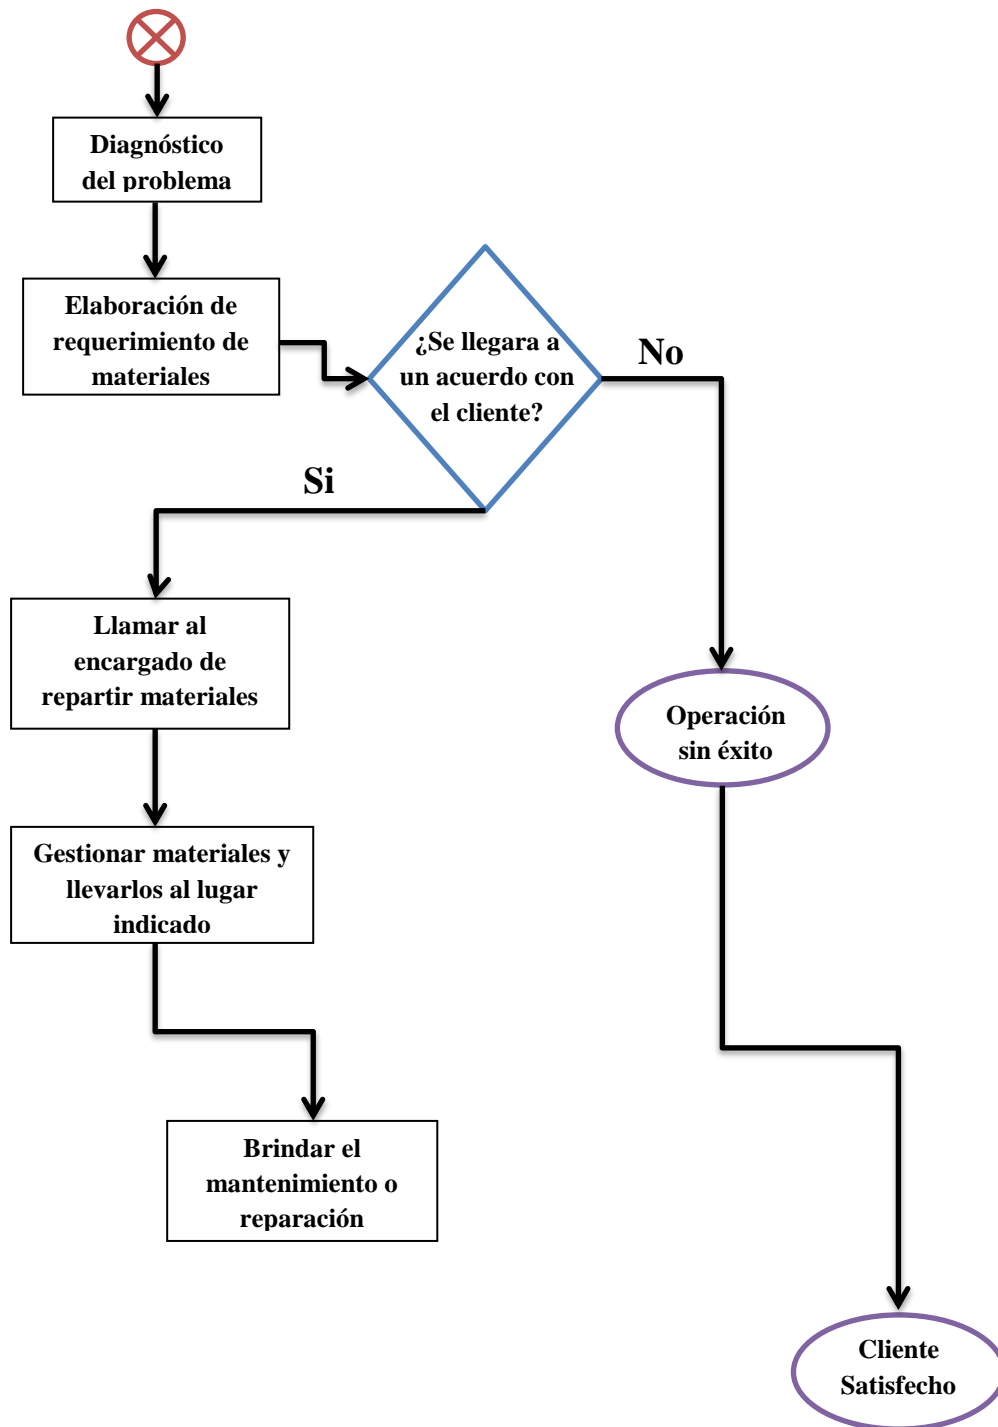 Diagnóstico
del problema
Elaboración de
requerimiento de
materiales
¿Se llegara a
un acuerdo con
el cliente?
No
Si
Llamar al
encargado de
repartir materiales
Operación
sin éxito
Gestionar materiales y
llevarlos al lugar
indicado
Brindar el
mantenimiento o
reparación
Cliente
Satisfecho